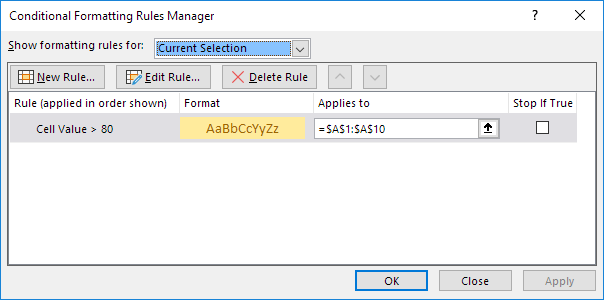 Conditional Formatting Rules Manager ? ×
Show formatting rules for: Current Selection
New Rule... Edit Rule... Delete Rule
Rule (applied in order shown) Format Applies to Stop If True
Cell Value > 80 AaBbCcYyZz =$A$1:$A$10
OK Close Apply